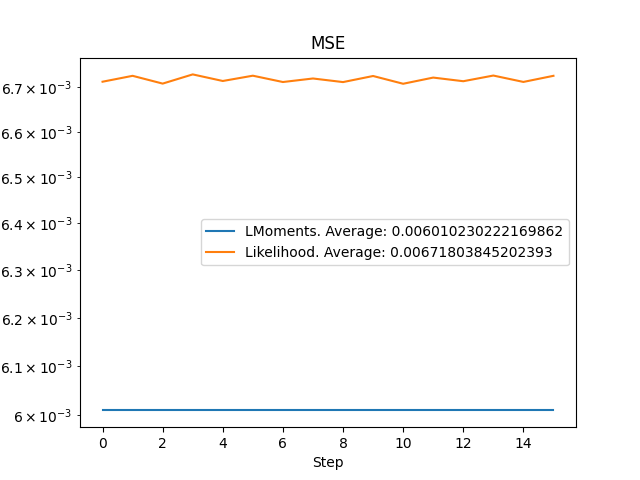 MSE
6.7 × 10⁻³
6.6 × 10⁻³
6.5 × 10⁻³
6.4 × 10⁻³
6.3 × 10⁻³
6.2 × 10⁻³
6.1 × 10⁻³
6 × 10⁻³
LMoments. Average: 0.006010230222169862
Likelihood. Average: 0.00671803845202393
0 2 4 6 8 10 12 14
Step